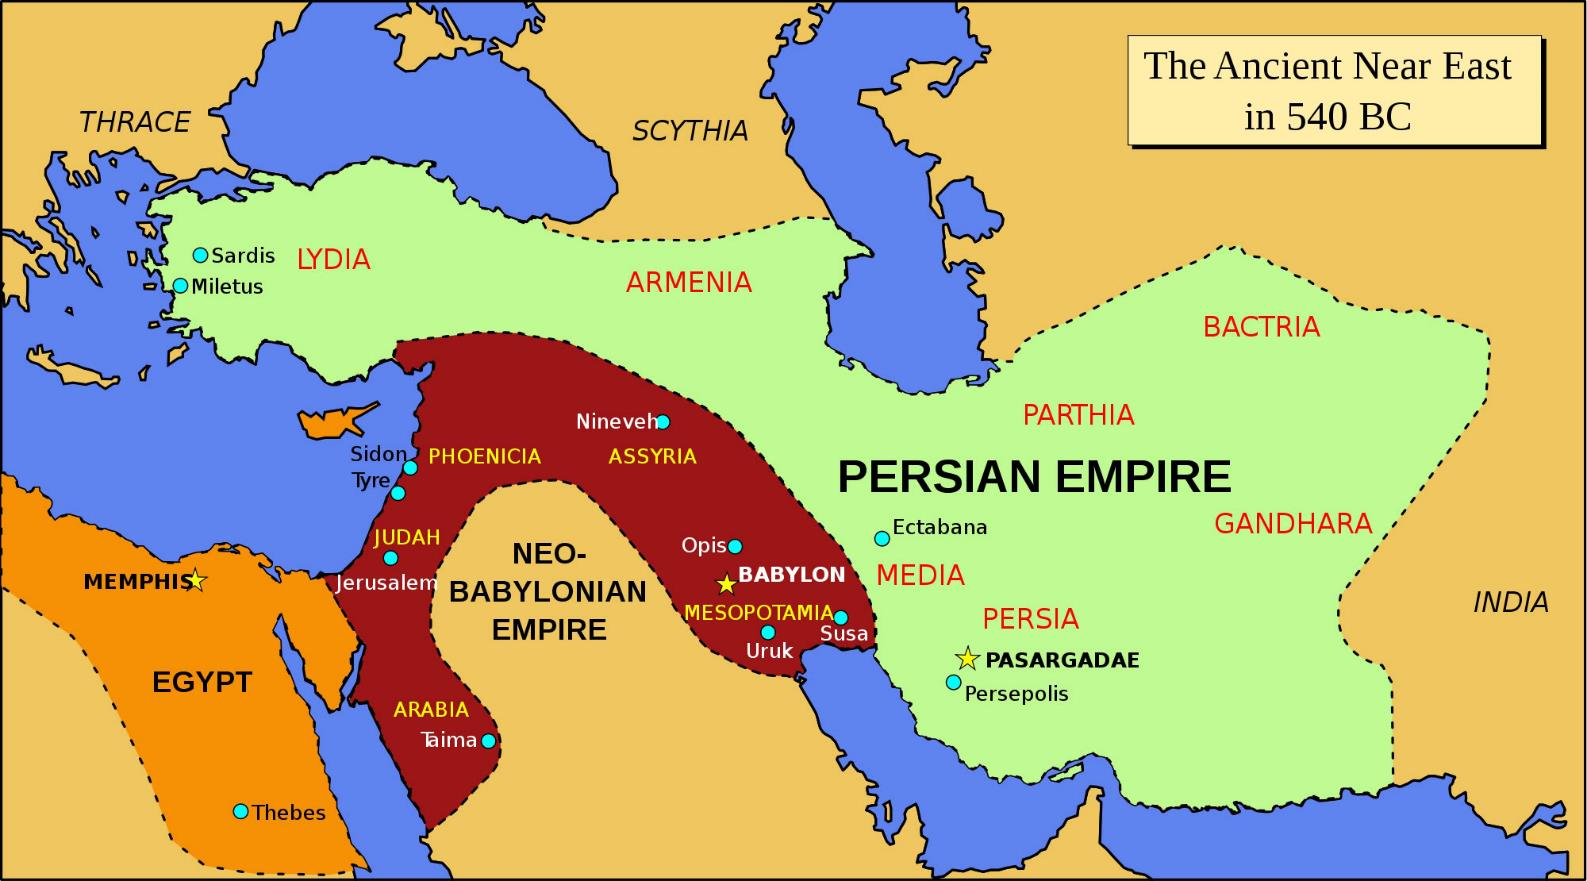 The Ancient Near East
in 540 BC
THRACE
SCYTHIA
Sardis
LYDIA
Miletus
ARMENIA
BACTRIA
PARTHIA
Nineveh
Sidon
PHOENICIA
ASSYRIA
Tyre
PERSIAN EMPIRE
Ectabana
GANDHARA
JUDAH
Opis
NEO-
BABYLONIAN
EMPIRE
MEMPHIS
Jerusalem
BABYLON
MEDIA
INDIA
MESOPOTAMIA
PERSIA
Susa
Uruk
PASARGADAE
EGYPT
Persepolis
ARABIA
Taima
Thebes